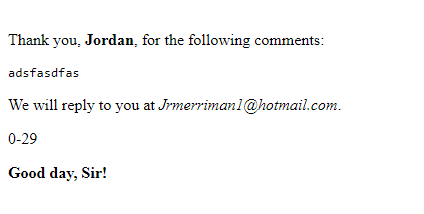 Thank you, Jordan, for the following comments:
adsfasdfas
We will reply to you at Jrmerriman1@hotmail.com.
0-29
Good day, Sir!